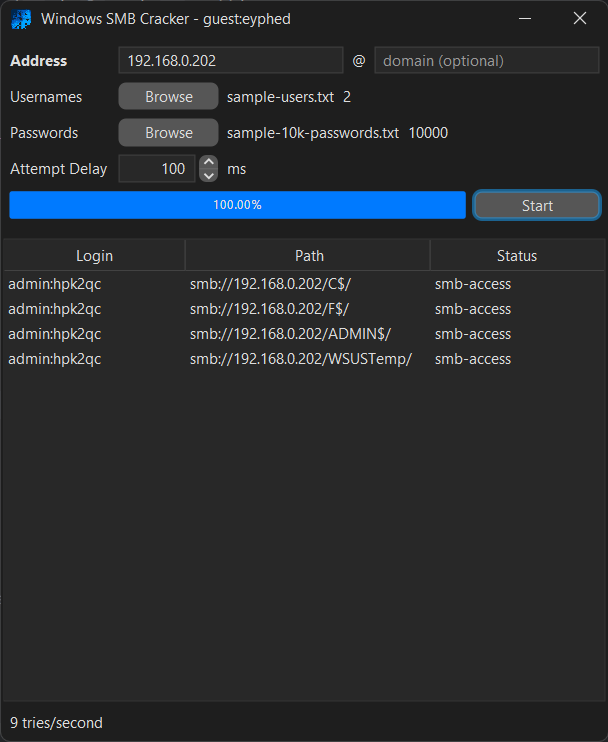 Windows SMB Cracker - guest:eyphed
Address 192.168.0.202 @ domain (optional)
Usernames Browse sample-users.txt 2
Passwords Browse sample-10k-passwords.txt 10000
Attempt Delay 100 ms
100.00% Start
Login Path Status
admin:hpk2qc smb://192.168.0.202/C$/ smb-access
admin:hpk2qc smb://192.168.0.202/F$/ smb-access
admin:hpk2qc smb://192.168.0.202/ADMIN$/ smb-access
admin:hpk2qc smb://192.168.0.202/WSUSTemp/ smb-access
9 tries/second